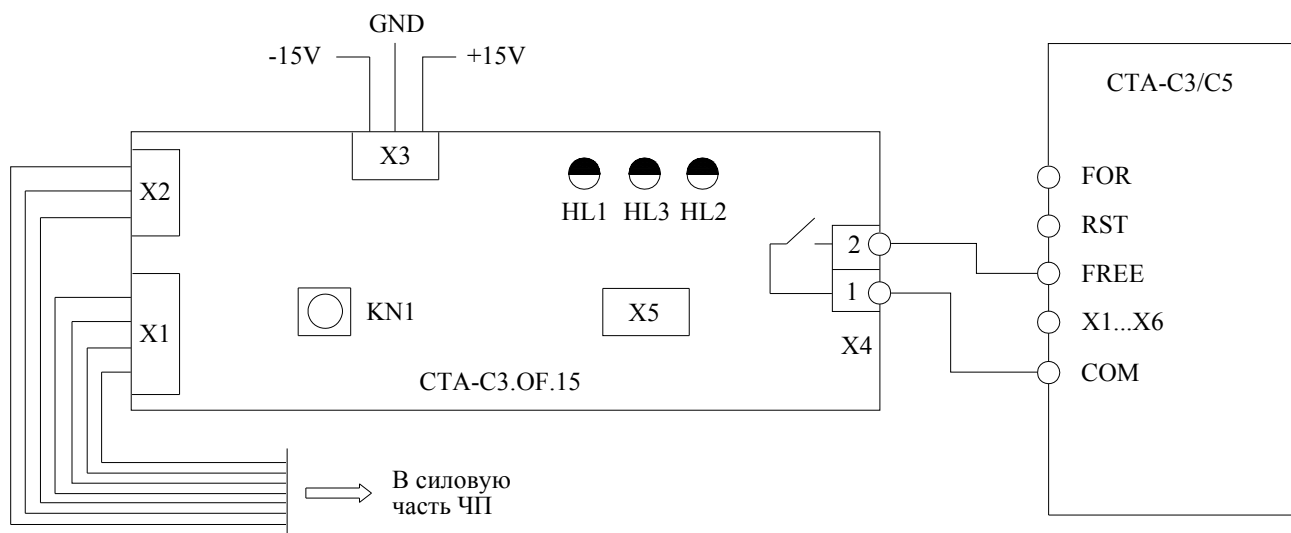 GND
-15V
+15V
СТА-С3/С5
X3
X2
HL1
HL3
HL2
FOR
RST
2
FREE
1
X1
KN1
X5
X1...X6
X4
СТА-С3.OF.15
COM
В силовую
часть ЧП